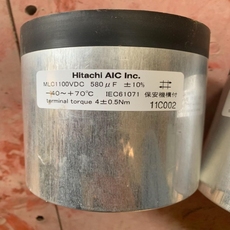 Hitachi AIC Inc.
MLC1100VDC 580μF ±10%
−40～+70℃ IEC61071 保安機構付
terminal torque 4±0.5Nm 11C002